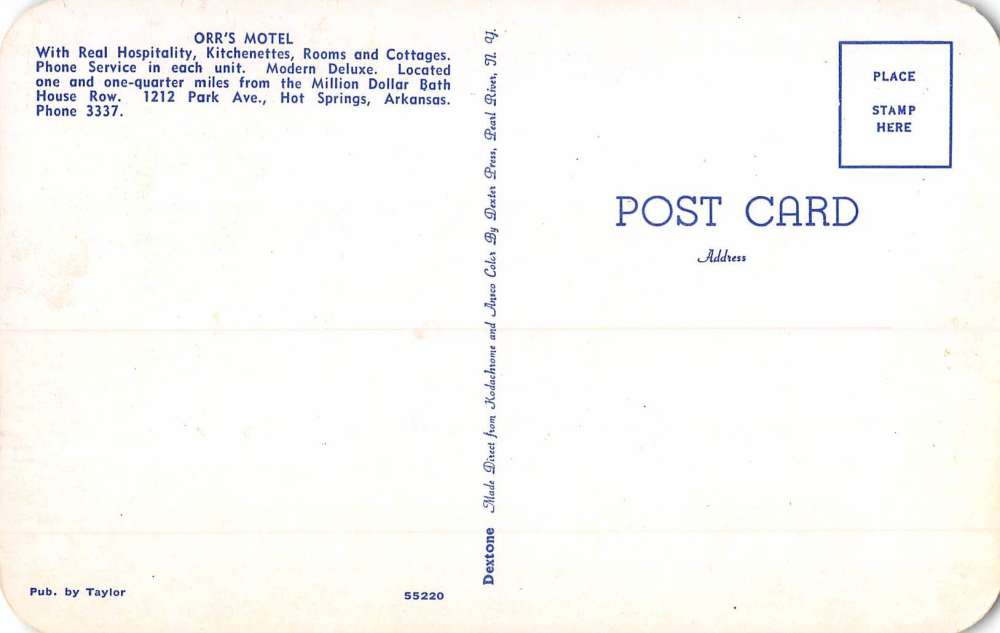 ORR'S MOTEL
With Real Hospitality, Kitchenettes, Rooms and Cottages.
Phone Service in each unit. Modern Deluxe. Located
one and one-quarter miles from the Million Dollar Bath
House Row. 1212 Park Ave., Hot Springs, Arkansas.
Phone 3337.
Pub. by Taylor
55220
Dextone Made Direct from Kodachrome and Ansco Color By Dexter Press, Pearl River, N. Y.
PLACE
STAMP
HERE
POST CARD
Address